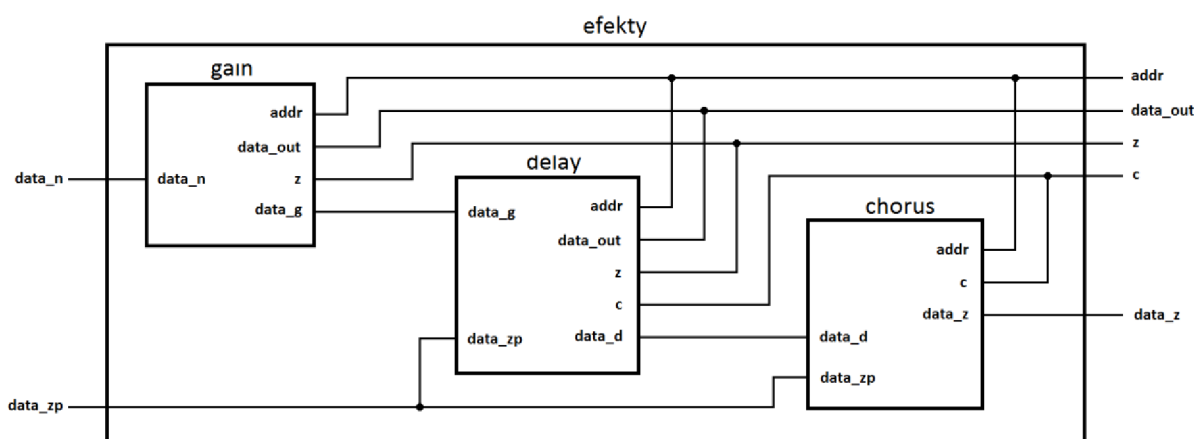 efekty
gain
addr
addr
data_out
addr
data_out
data_n
data_n
z
z
delay
c
data_g
data_g
addr
chorus
data_out
addr
z
c
c
data_z
data_z
data_zp
data_d
data_d
data_zp
data_zp